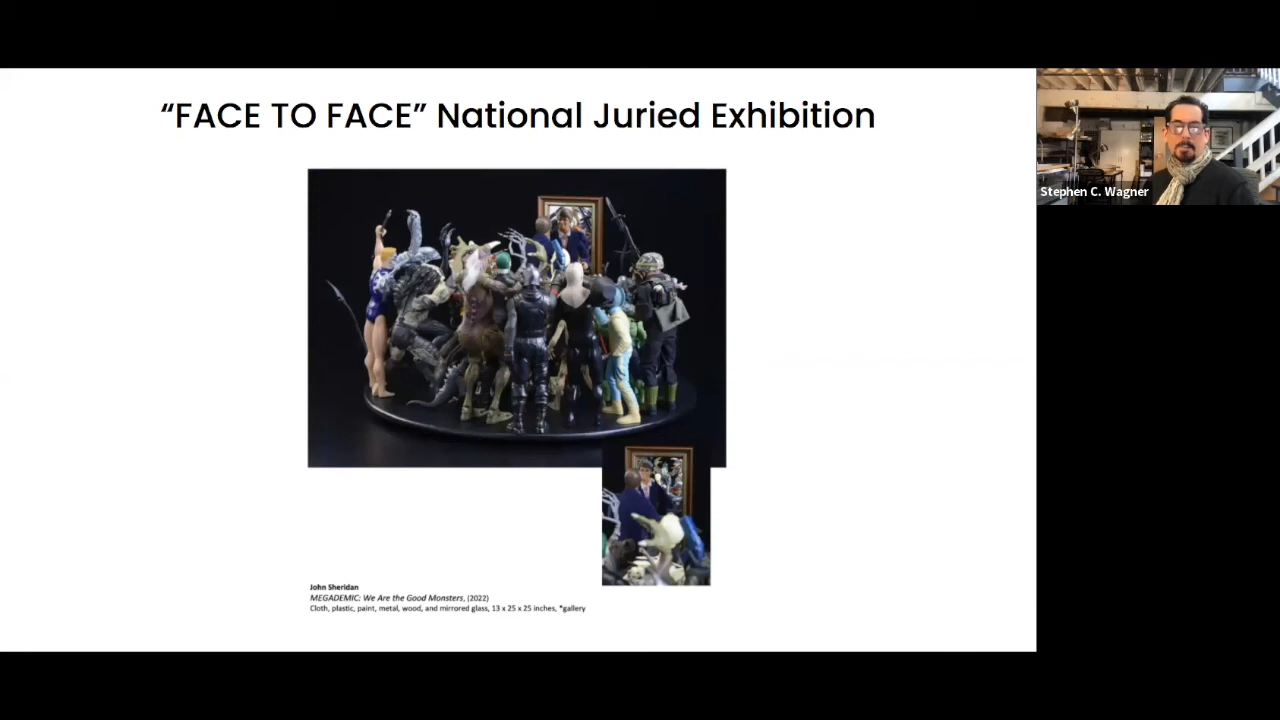 “FACE TO FACE” National Juried Exhibition
Stephen C. Wagner
John Sheridan
MEGADEMIC: We Are the Good Monsters, (2022)
Cloth, plastic, paint, metal, wood, and mirrored glass, 13 x 25 x 25 inches, *gallery